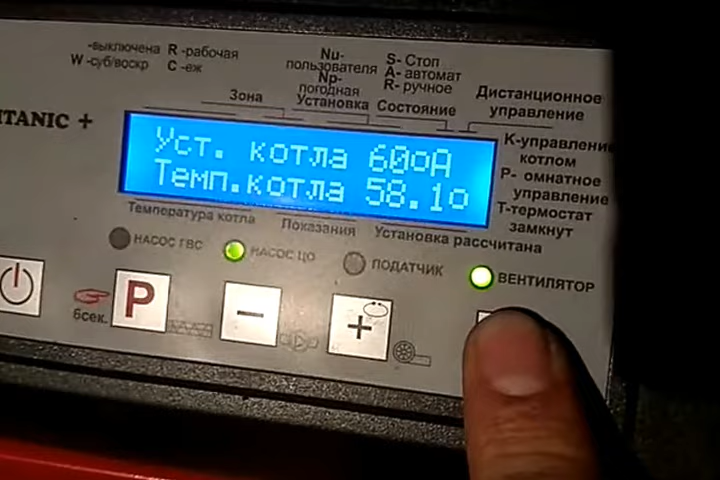 -выключена R -рабочая
W -суб/воскр C -еж
Nu-
пользователя
Np-
погодная
Установка
S- Стоп
A- автомат
R- ручное
Состояние
Зона
Дистанционное
управление
ITANIC +
Уст. котла 60оА
Темп.котла 58.1о
K-управление
котлом
P- омнатное
управление
T-термостат
замкнут
Температура котла
Показания
Установка рассчитана
НАСОС ГВС
НАСОС ЦО
ПОДАТЧИК
ВЕНТИЛЯТОР
P
-
+
6сек.